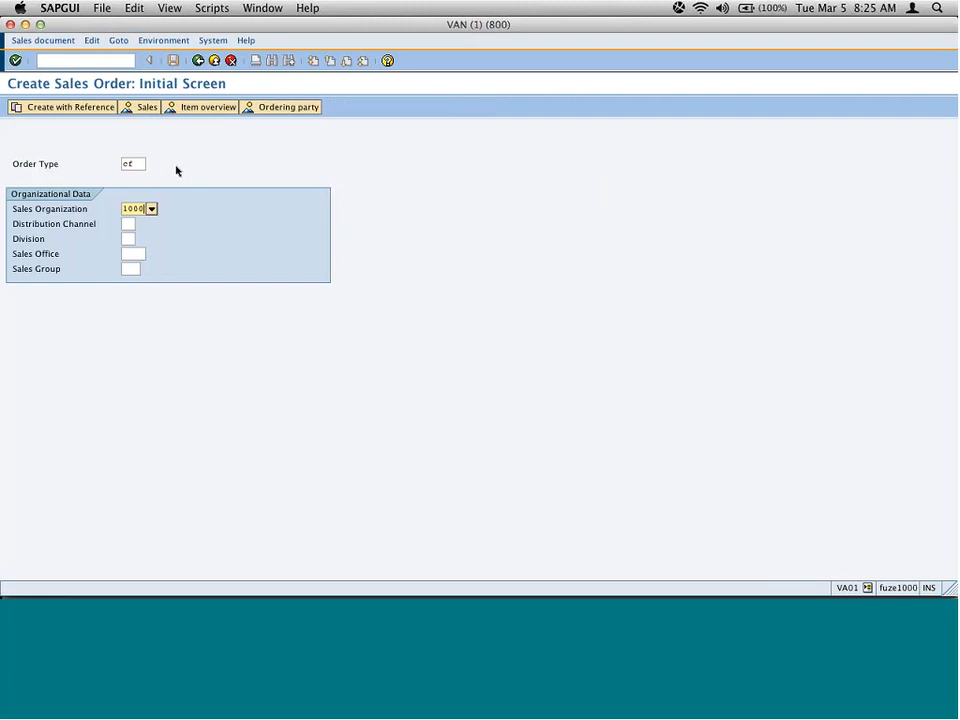 SAPGUI File Edit View Scripts Window Help (100%) Tue Mar 5 8:25 AM
VAN (1) (800)
Sales document Edit Goto Environment System Help
Create Sales Order: Initial Screen
Create with Reference Sales Item overview Ordering party
Order Type cf
Organizational Data
Sales Organization 1000
Distribution Channel
Division
Sales Office
Sales Group
VA01 fuze1000 INS